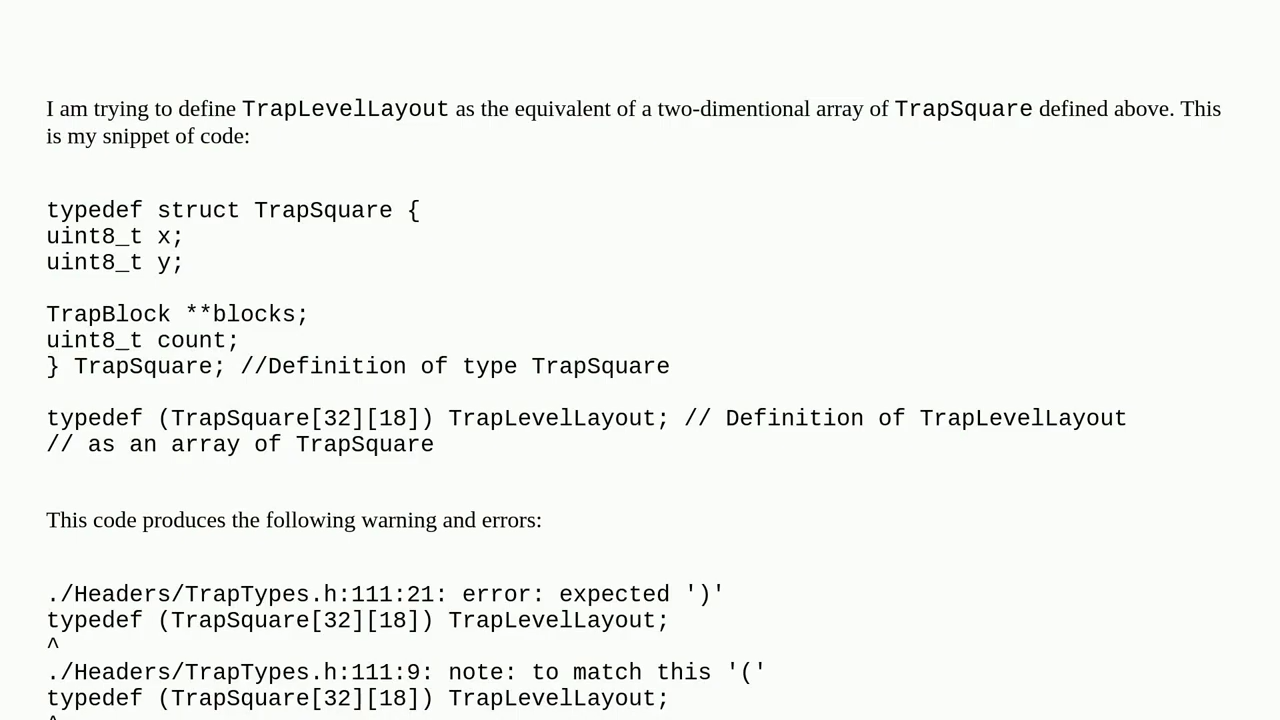 I am trying to define TrapLevelLayout as the equivalent of a two-dimentional array of TrapSquare defined above. This
is my snippet of code:
typedef struct TrapSquare {
uint8_t x;
uint8_t y;
TrapBlock **blocks;
uint8_t count;
} TrapSquare; //Definition of type TrapSquare
typedef (TrapSquare[32][18]) TrapLevelLayout; // Definition of TrapLevelLayout
// as an array of TrapSquare
This code produces the following warning and errors:
./Headers/TrapTypes.h:111:21: error: expected ')'
typedef (TrapSquare[32][18]) TrapLevelLayout;
^
./Headers/TrapTypes.h:111:9: note: to match this '('
typedef (TrapSquare[32][18]) TrapLevelLayout;
^